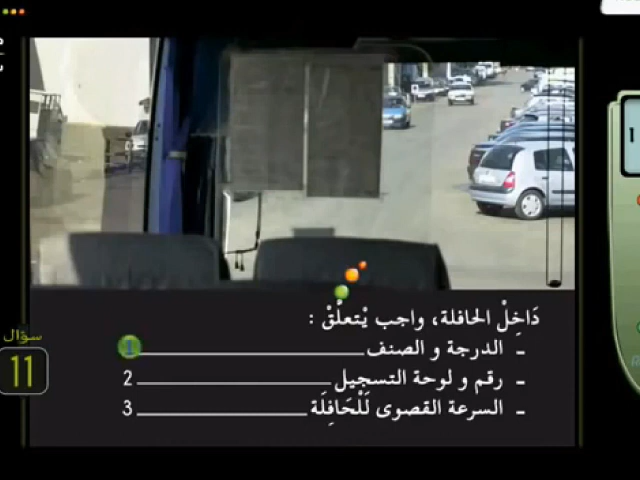 دَاخِلْ الحافلة، واجب يْتعلَّقْ :
- الدرجة و الصنف 1
- رقم و لوحة التسجيل 2
- السرعة القصوى لَلْحَافِلَة 3
سؤال
11